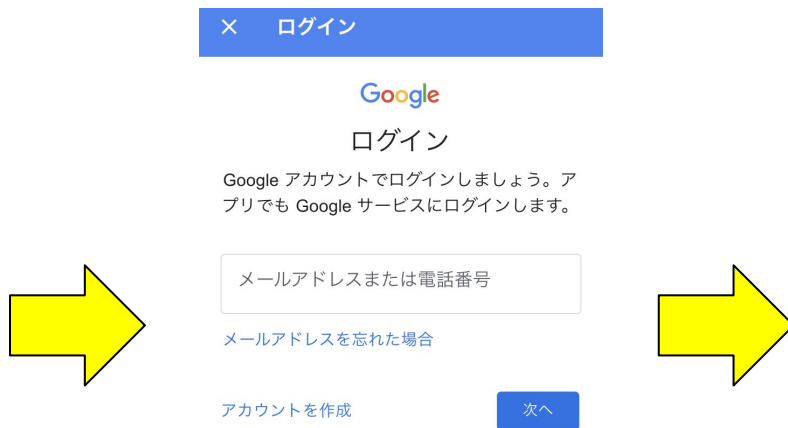 × ログイン
Google
ログイン
Google アカウントでログインしましょう。ア
プリでも Google サービスにログインします。
メールアドレスまたは電話番号
メールアドレスを忘れた場合
アカウントを作成 次へ